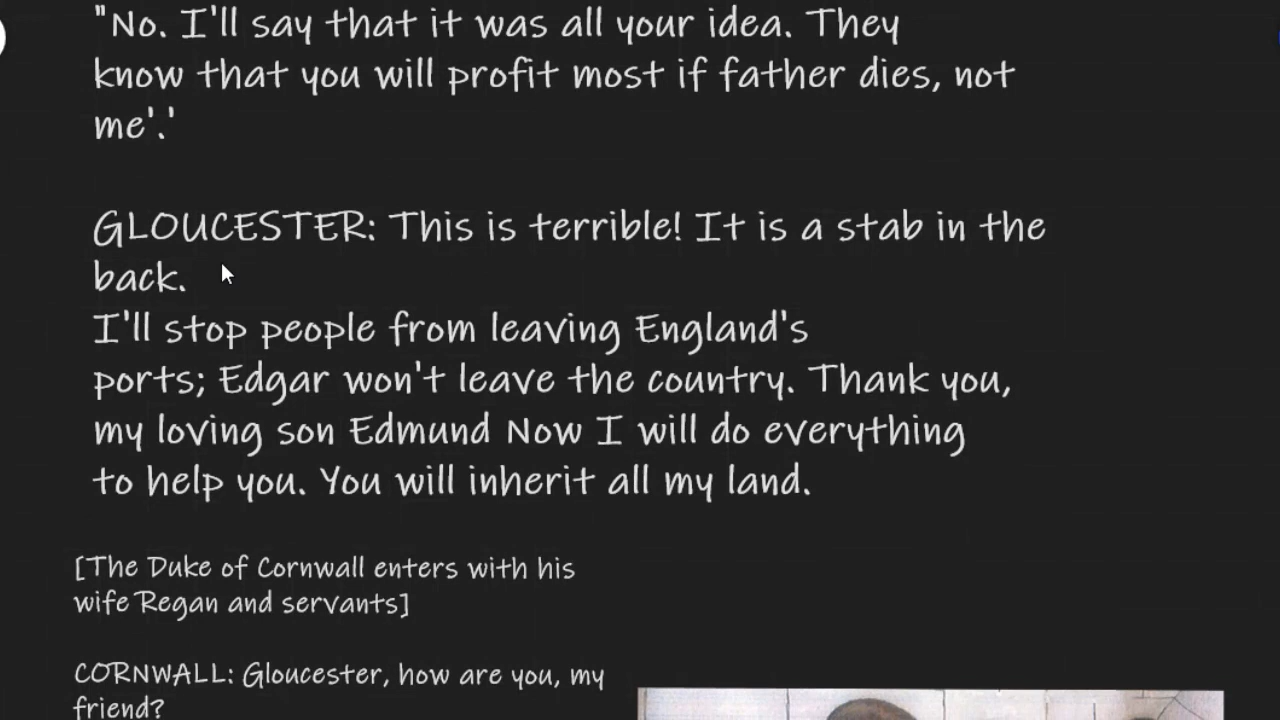 "No. I'll say that it was all your idea. They
know that you will profit most if father dies, not
me'.'
GLOUCESTER: This is terrible! It is a stab in the
back.
I'll stop people from leaving England's
ports; Edgar won't leave the country. Thank you,
my loving son Edmund Now I will do everything
to help you. You will inherit all my land.
[The Duke of Cornwall enters with his
wife Regan and servants]
CORNWALL: Gloucester, how are you, my
friend?